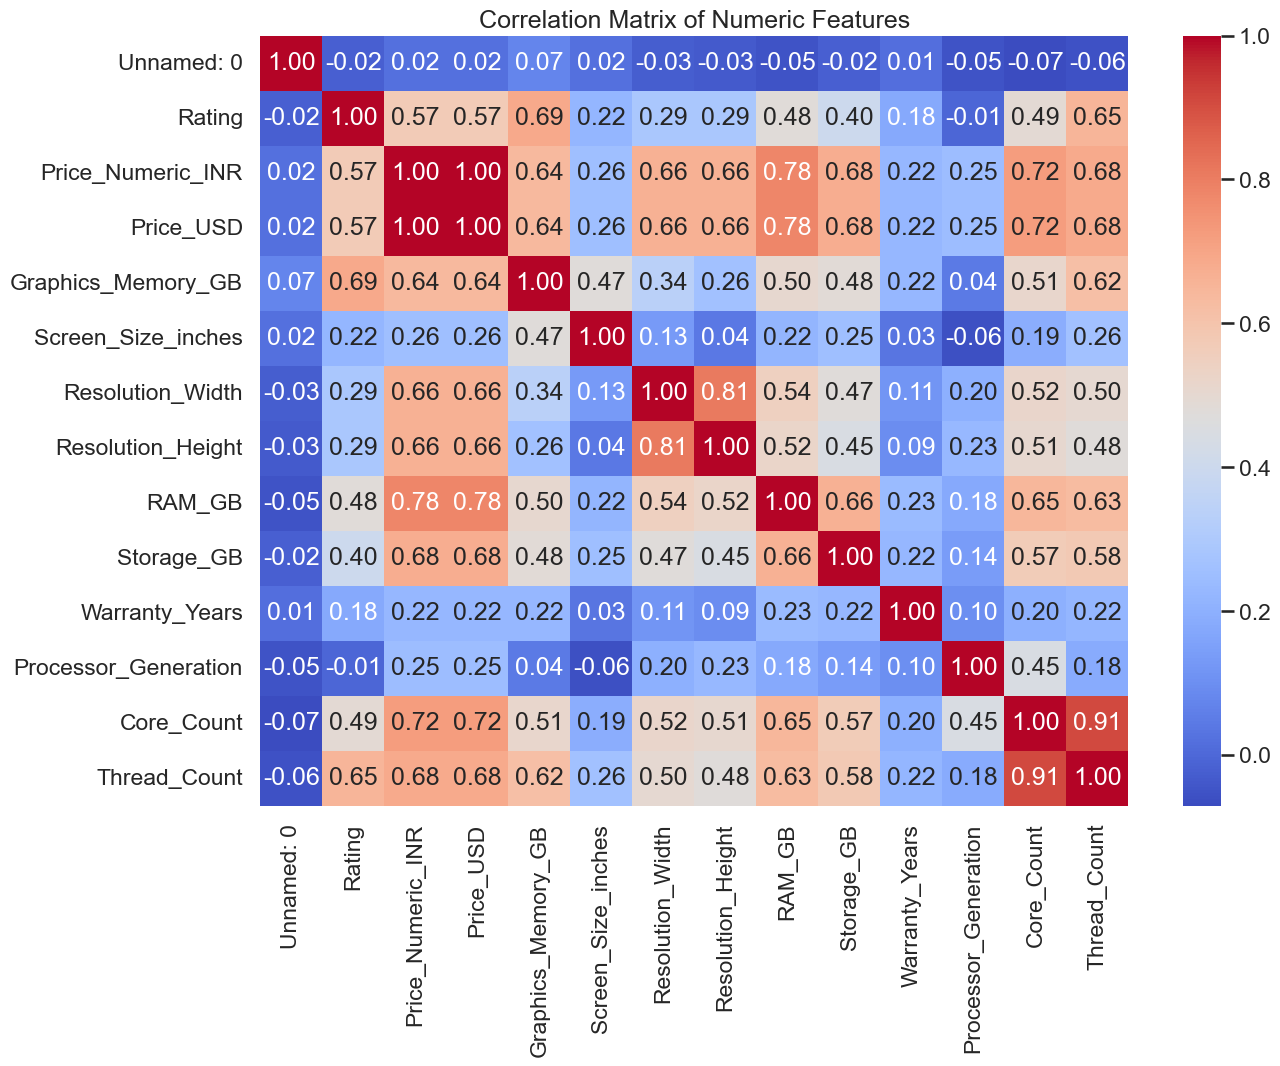 Correlation Matrix of Numeric Features
Unnamed: 0 1.00 -0.02 0.02 0.02 0.07 0.02 -0.03 -0.03 -0.05 -0.02 0.01 -0.05 -0.07 -0.06
Rating -0.02 1.00 0.57 0.57 0.69 0.22 0.29 0.29 0.48 0.40 0.18 -0.01 0.49 0.65
Price_Numeric_INR 0.02 0.57 1.00 1.00 0.64 0.26 0.66 0.66 0.78 0.68 0.22 0.25 0.72 0.68
Price_USD 0.02 0.57 1.00 1.00 0.64 0.26 0.66 0.66 0.78 0.68 0.22 0.25 0.72 0.68
Graphics_Memory_GB 0.07 0.69 0.64 0.64 1.00 0.47 0.34 0.26 0.50 0.48 0.22 0.04 0.51 0.62
Screen_Size_inches 0.02 0.22 0.26 0.26 0.47 1.00 0.13 0.04 0.22 0.25 0.03 -0.06 0.19 0.26
Resolution_Width -0.03 0.29 0.66 0.66 0.34 0.13 1.00 0.81 0.54 0.47 0.11 0.20 0.52 0.50
Resolution_Height -0.03 0.29 0.66 0.66 0.26 0.04 0.81 1.00 0.52 0.45 0.09 0.23 0.51 0.48
RAM_GB -0.05 0.48 0.78 0.78 0.50 0.22 0.54 0.52 1.00 0.66 0.23 0.18 0.65 0.63
Storage_GB -0.02 0.40 0.68 0.68 0.48 0.25 0.47 0.45 0.66 1.00 0.22 0.14 0.57 0.58
Warranty_Years 0.01 0.18 0.22 0.22 0.22 0.03 0.11 0.09 0.23 0.22 1.00 0.10 0.20 0.22
Processor_Generation -0.05 -0.01 0.25 0.25 0.04 -0.06 0.20 0.23 0.18 0.14 0.10 1.00 0.45 0.18
Core_Count -0.07 0.49 0.72 0.72 0.51 0.19 0.52 0.51 0.65 0.57 0.20 0.45 1.00 0.91
Thread_Count -0.06 0.65 0.68 0.68 0.62 0.26 0.50 0.48 0.63 0.58 0.22 0.18 0.91 1.00
Unnamed: 0
Rating
Price_Numeric_INR
Price_USD
Graphics_Memory_GB
Screen_Size_inches
Resolution_Width
Resolution_Height
RAM_GB
Storage_GB
Warranty_Years
Processor_Generation
Core_Count
Thread_Count
1.0
0.8
0.6
0.4
0.2
0.0